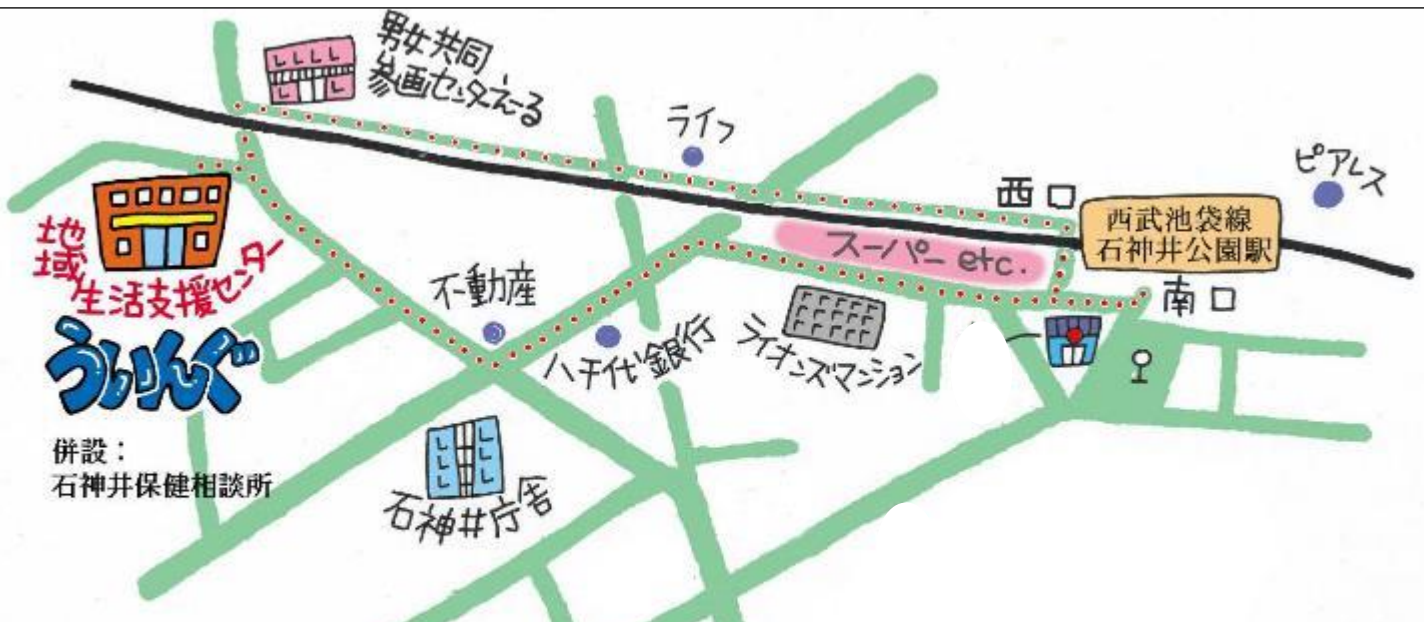 男女共同
参画センターえーる
ライフ
ピアレス
西口
西武池袋線
石神井公園駅
スーパー etc.
南口
地域
生活支援センター
ういんぐ
不動産
八千代銀行
ライオンズマンション
併設：
石神井保健相談所
石神井庁舎